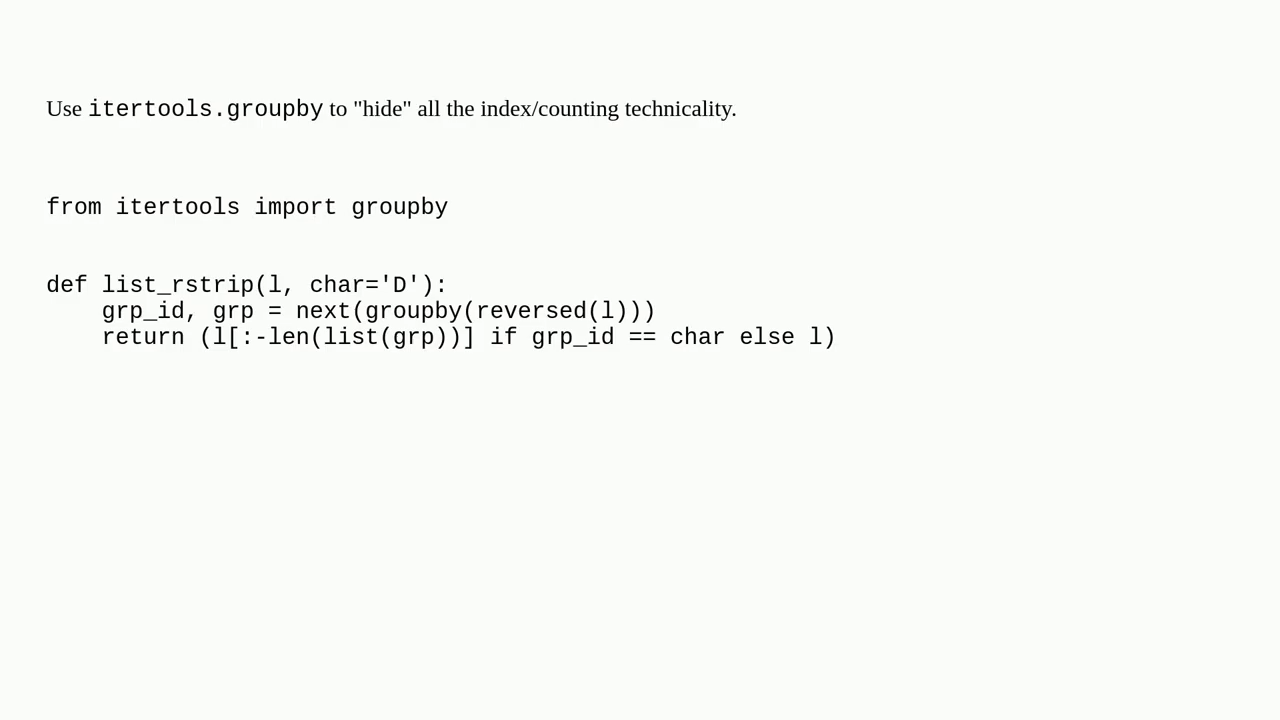 Use itertools.groupby to "hide" all the index/counting technicality.
from itertools import groupby
def list_rstrip(l, char='D'):
    grp_id, grp = next(groupby(reversed(l)))
    return (l[:-len(list(grp))] if grp_id == char else l)